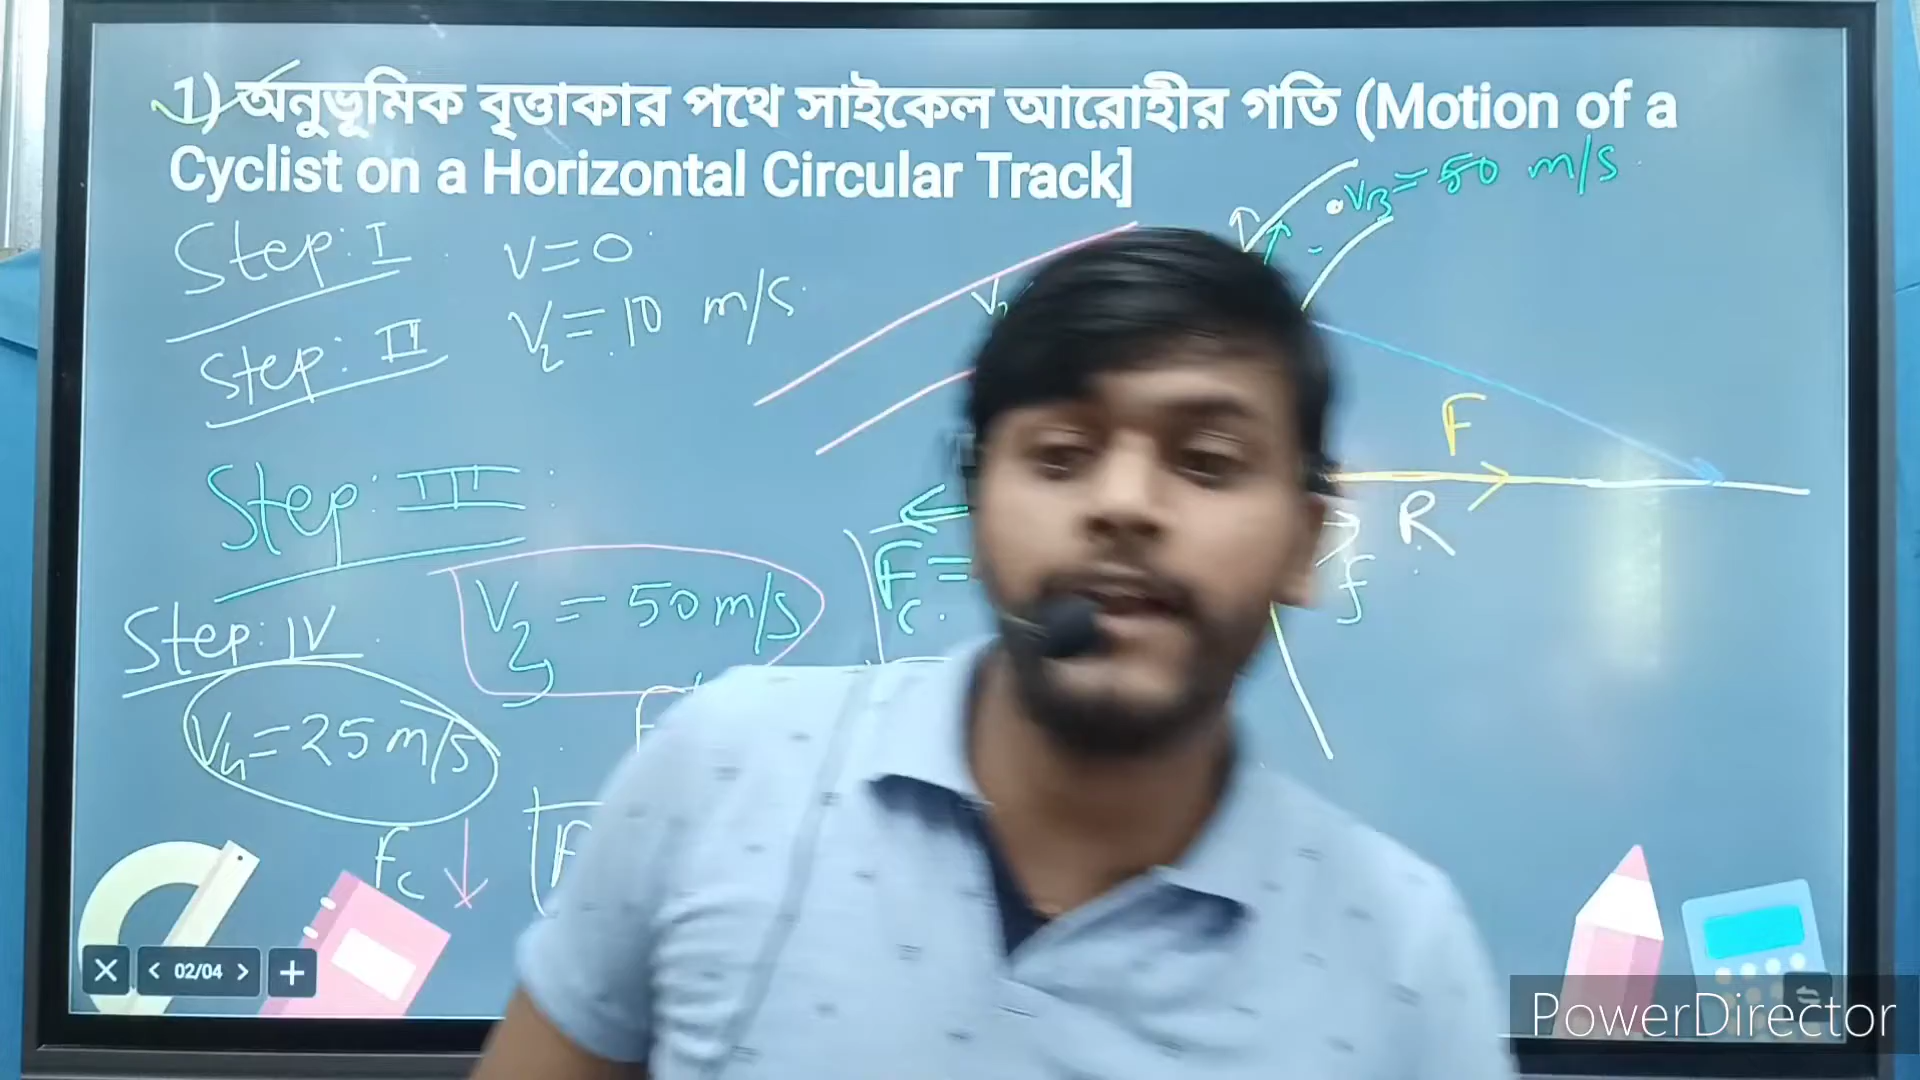 1) অনুভূমিক বৃত্তাকার পথে সাইকেল আরোহীর গতি (Motion of a
Cyclist on a Horizontal Circular Track]
V₃ = 50 m/s
Step: I V = 0
Step: II V₂ = 10 m/s
Step: III
V₃ = 50 m/s
Step: IV
V₄ = 25 m/s
Fc
F
R
f
Fc =
02/04
PowerDirector